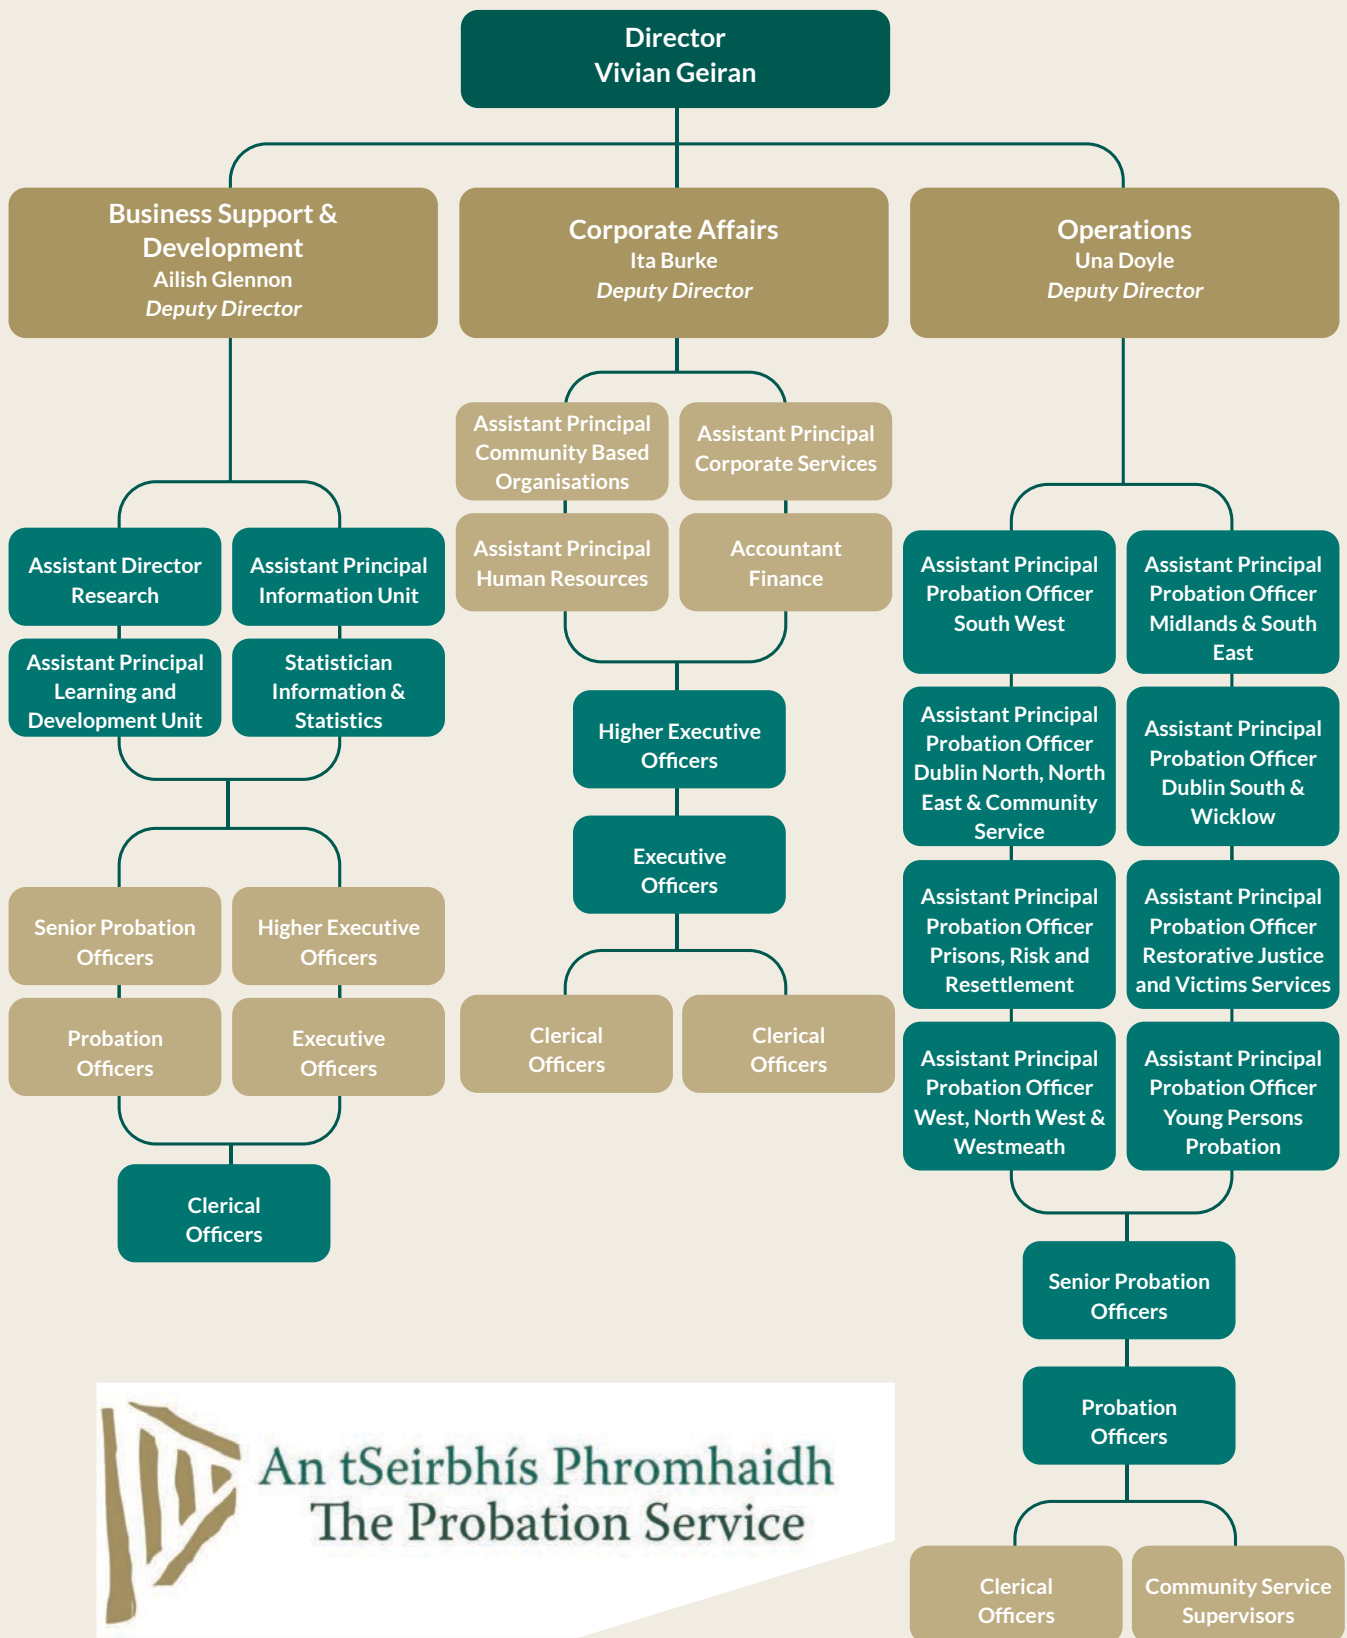 Director
Vivian Geiran
Business Support &
Development
Ailish Glennon
Deputy Director
Corporate Affairs
Ita Burke
Deputy Director
Operations
Una Doyle
Deputy Director
Assistant Director
Research
Assistant Principal
Information Unit
Assistant Principal
Learning and
Development Unit
Statistician
Information &
Statistics
Senior Probation
Officers
Higher Executive
Officers
Probation
Officers
Executive
Officers
Clerical
Officers
Assistant Principal
Community Based
Organisations
Assistant Principal
Corporate Services
Assistant Principal
Human Resources
Accountant
Finance
Higher Executive
Officers
Executive
Officers
Clerical
Officers
Clerical
Officers
Assistant Principal
Probation Officer
South West
Assistant Principal
Probation Officer
Midlands & South
East
Assistant Principal
Probation Officer
Dublin North, North
East & Community
Service
Assistant Principal
Probation Officer
Dublin South &
Wicklow
Assistant Principal
Probation Officer
Prisons, Risk and
Resettlement
Assistant Principal
Probation Officer
Restorative Justice
and Victims Services
Assistant Principal
Probation Officer
West, North West &
Westmeath
Assistant Principal
Probation Officer
Young Persons
Probation
Senior Probation
Officers
Probation
Officers
Clerical
Officers
Community Service
Supervisors
An tSeirbhís Phromhaidh
The Probation Service